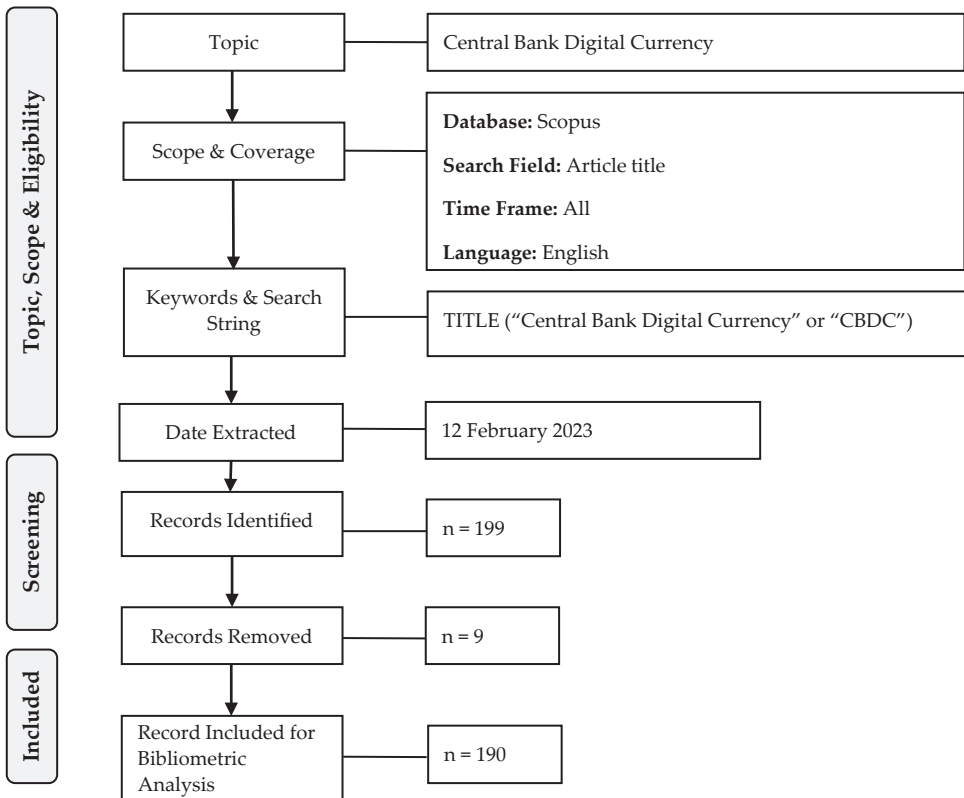 Topic, Scope & Eligibility
Topic
Central Bank Digital Currency
Scope & Coverage
Database: Scopus
Search Field: Article title
Time Frame: All
Language: English
Keywords & Search
String
TITLE (“Central Bank Digital Currency” or “CBDC”)
Date Extracted
12 February 2023
Screening
Records Identified
n = 199
Records Removed
n = 9
Included
Record Included for
Bibliometric
Analysis
n = 190